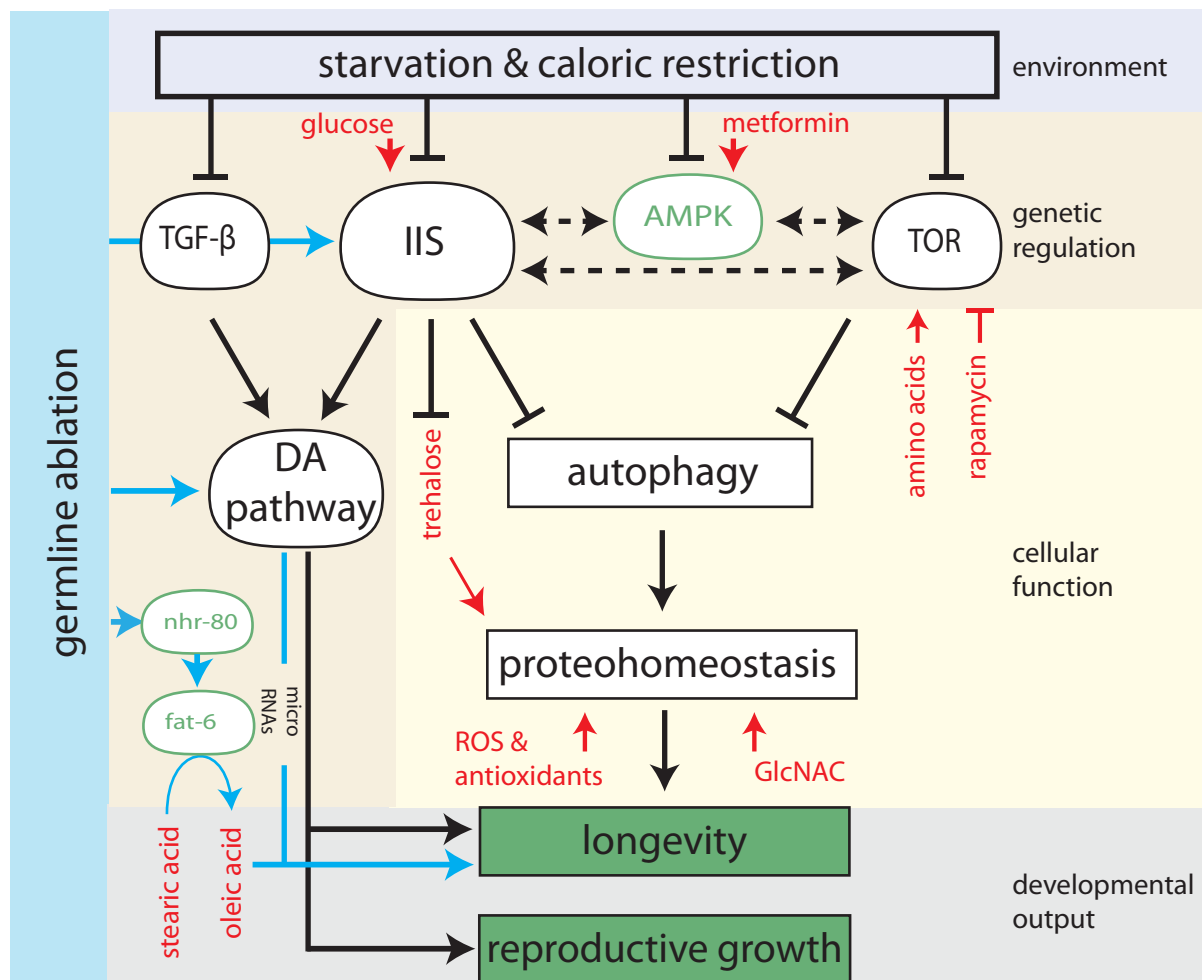 starvation & caloric restriction
environment
glucose
metformin
TGF-β
IIS
AMPK
TOR
genetic
regulation
germline ablation
DA
pathway
trehalose
autophagy
amino acids
rapamycin
cellular
function
nhr-80
fat-6
micro
RNAs
proteohomeostasis
ROS &
antioxidants
GlcNAC
stearic acid
oleic acid
longevity
developmental
output
reproductive growth